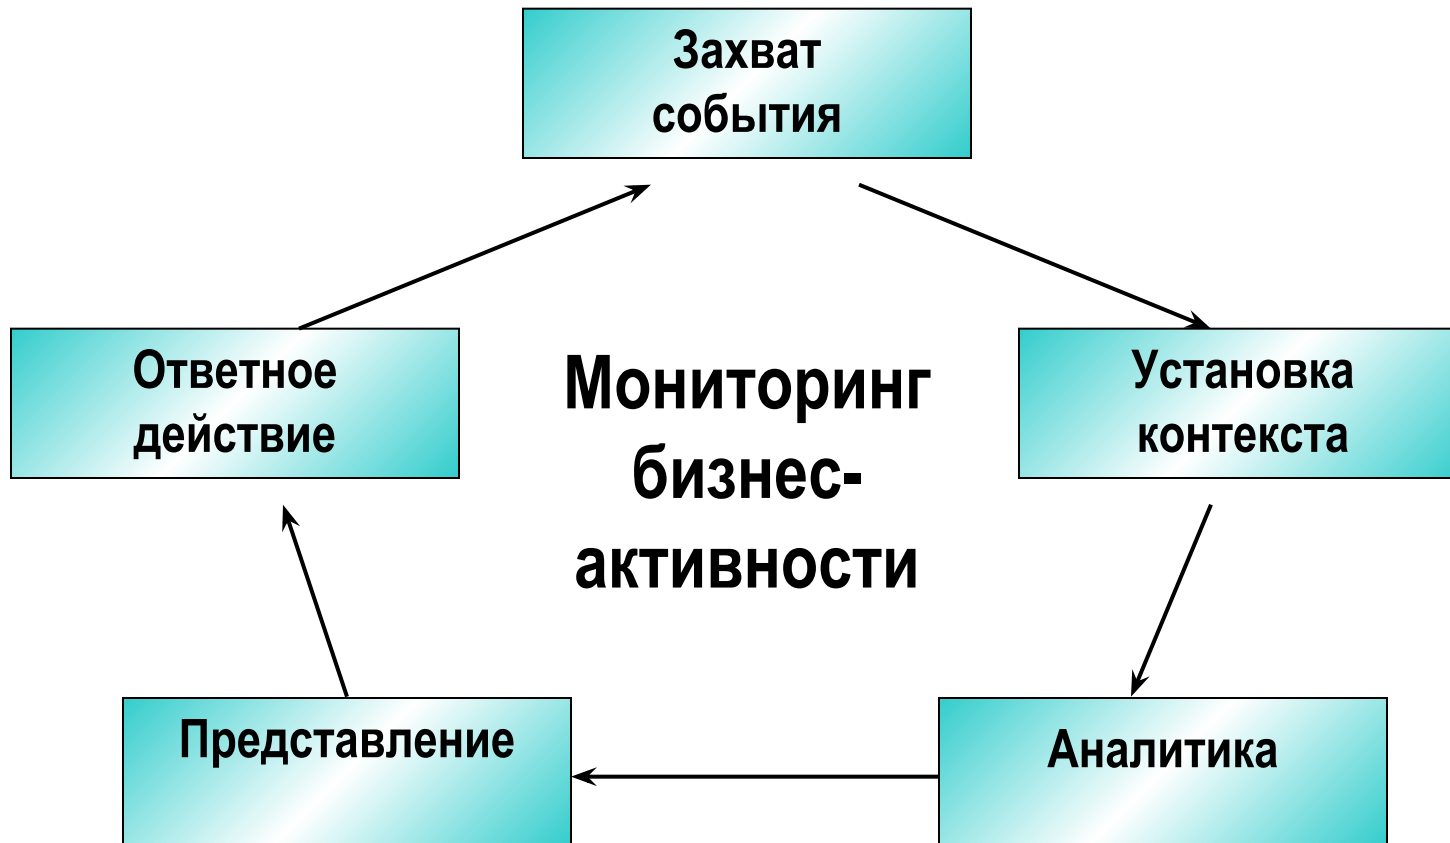 Захват
события
Ответное
действие
Мониторинг
бизнес-
активности
Установка
контекста
Представление
Аналитика